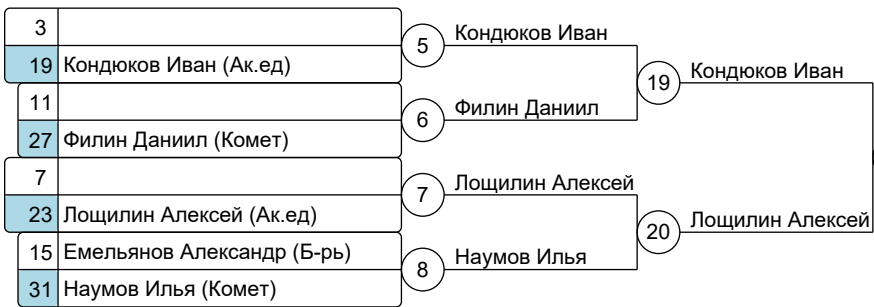 3
19 Кондюков Иван (Ак.ед)
11
27 Филин Даниил (Комет)
7
23 Лощилин Алексей (Ак.ед)
15 Емельянов Александр (Б-рь)
31 Наумов Илья (Комет)
5 Кондюков Иван
6 Филин Даниил
7 Лощилин Алексей
8 Наумов Илья
19 Кондюков Иван
20 Лощилин Алексей